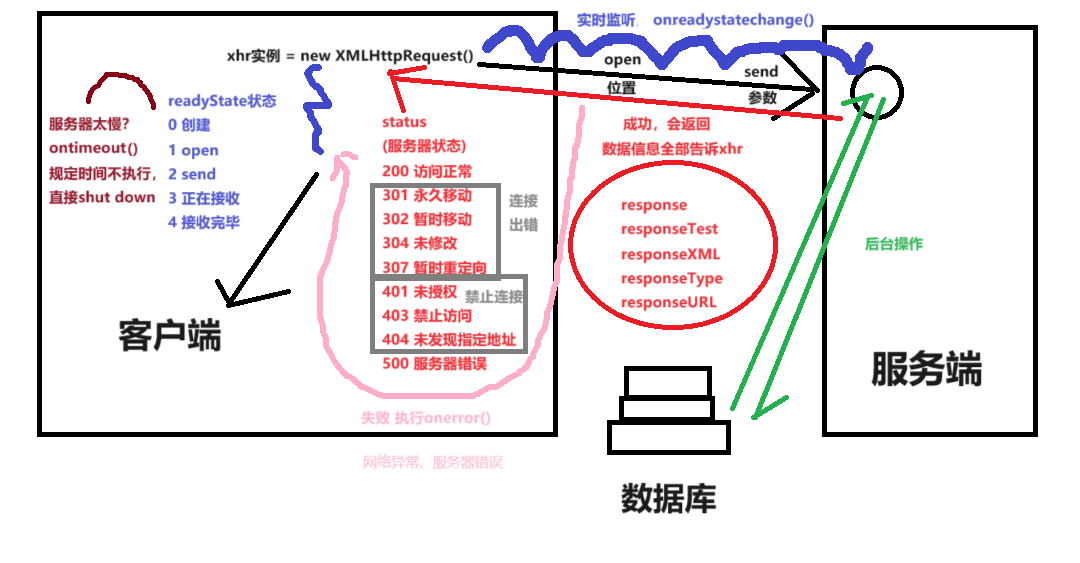 实时监听, onreadystatechange()
xhr实例 = new XMLHttpRequest()
open
位置
send
参数
服务器太慢?
ontimeout()
规定时间不执行,
直接shut down
readyState状态
0 创建
1 open
2 send
3 正在接收
4 接收完毕
status
(服务器状态)
200 访问正常
301 永久移动
302 暂时移动
304 未修改
307 暂时重定向
连接
出错
401 未授权
403 禁止访问
404 未发现指定地址
禁止连接
500 服务器错误
成功，会返回
数据信息全部告诉xhr
response
responseTest
responseXML
responseType
responseURL
后台操作
客户端
服务端
失败 执行onerror()
网络异常、服务器错误
数据库